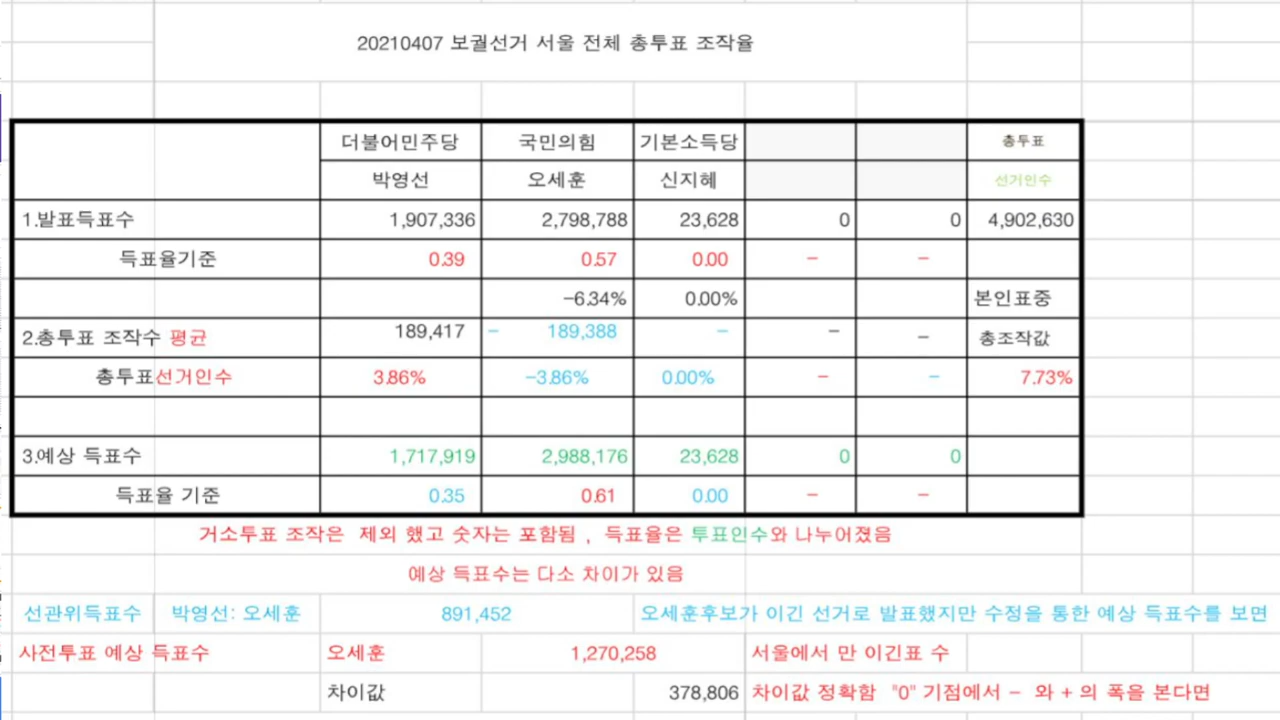 20210407 보궐선거 서울 전체 총투표 조작율
더불어민주당 국민의힘 기본소득당 총투표
박영선 오세훈 신지혜 선거인수
1.발표득표수 1,907,336 2,798,788 23,628 0 0 4,902,630
득표율기준 0.39 0.57 0.00 – –
–6.34% 0.00% 본인표중
2.총투표 조작수 평균 189,417 – 189,388 – – – 총조작값
총투표선거인수 3.86% –3.86% 0.00% – – 7.73%
3.예상 득표수 1,717,919 2,988,176 23,628 0 0
득표율 기준 0.35 0.61 0.00 – –
거소투표 조작은 제외 했고 숫자는 포함됨 , 득표율은 투표인수와 나누어졌음
예상 득표수는 다소 차이가 있음
선관위득표수 박영선: 오세훈 891,452 오세훈후보가 이긴 선거로 발표했지만 수정을 통한 예상 득표수를 보면
사전투표 예상 득표수 오세훈 1,270,258 서울에서 만 이긴표 수
차이값 378,806 차이값 정확함 "0" 기점에서 – 와 + 의 폭을 본다면